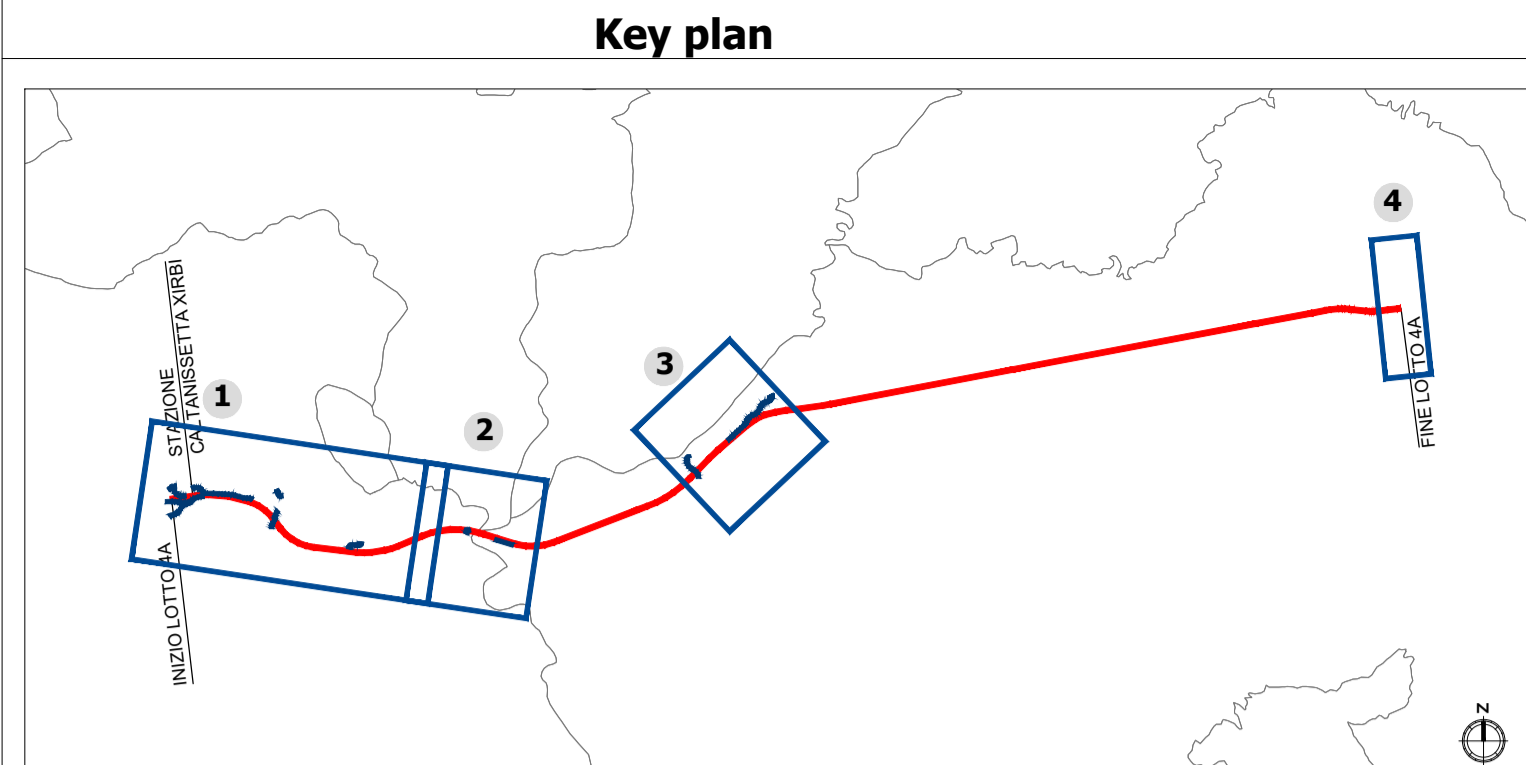 Key plan
4
3
1
2
STAZIONE
CALTANISSETTA XIRBI
INIZIO LOTTO 4A
FINE LOTTO 4A
N